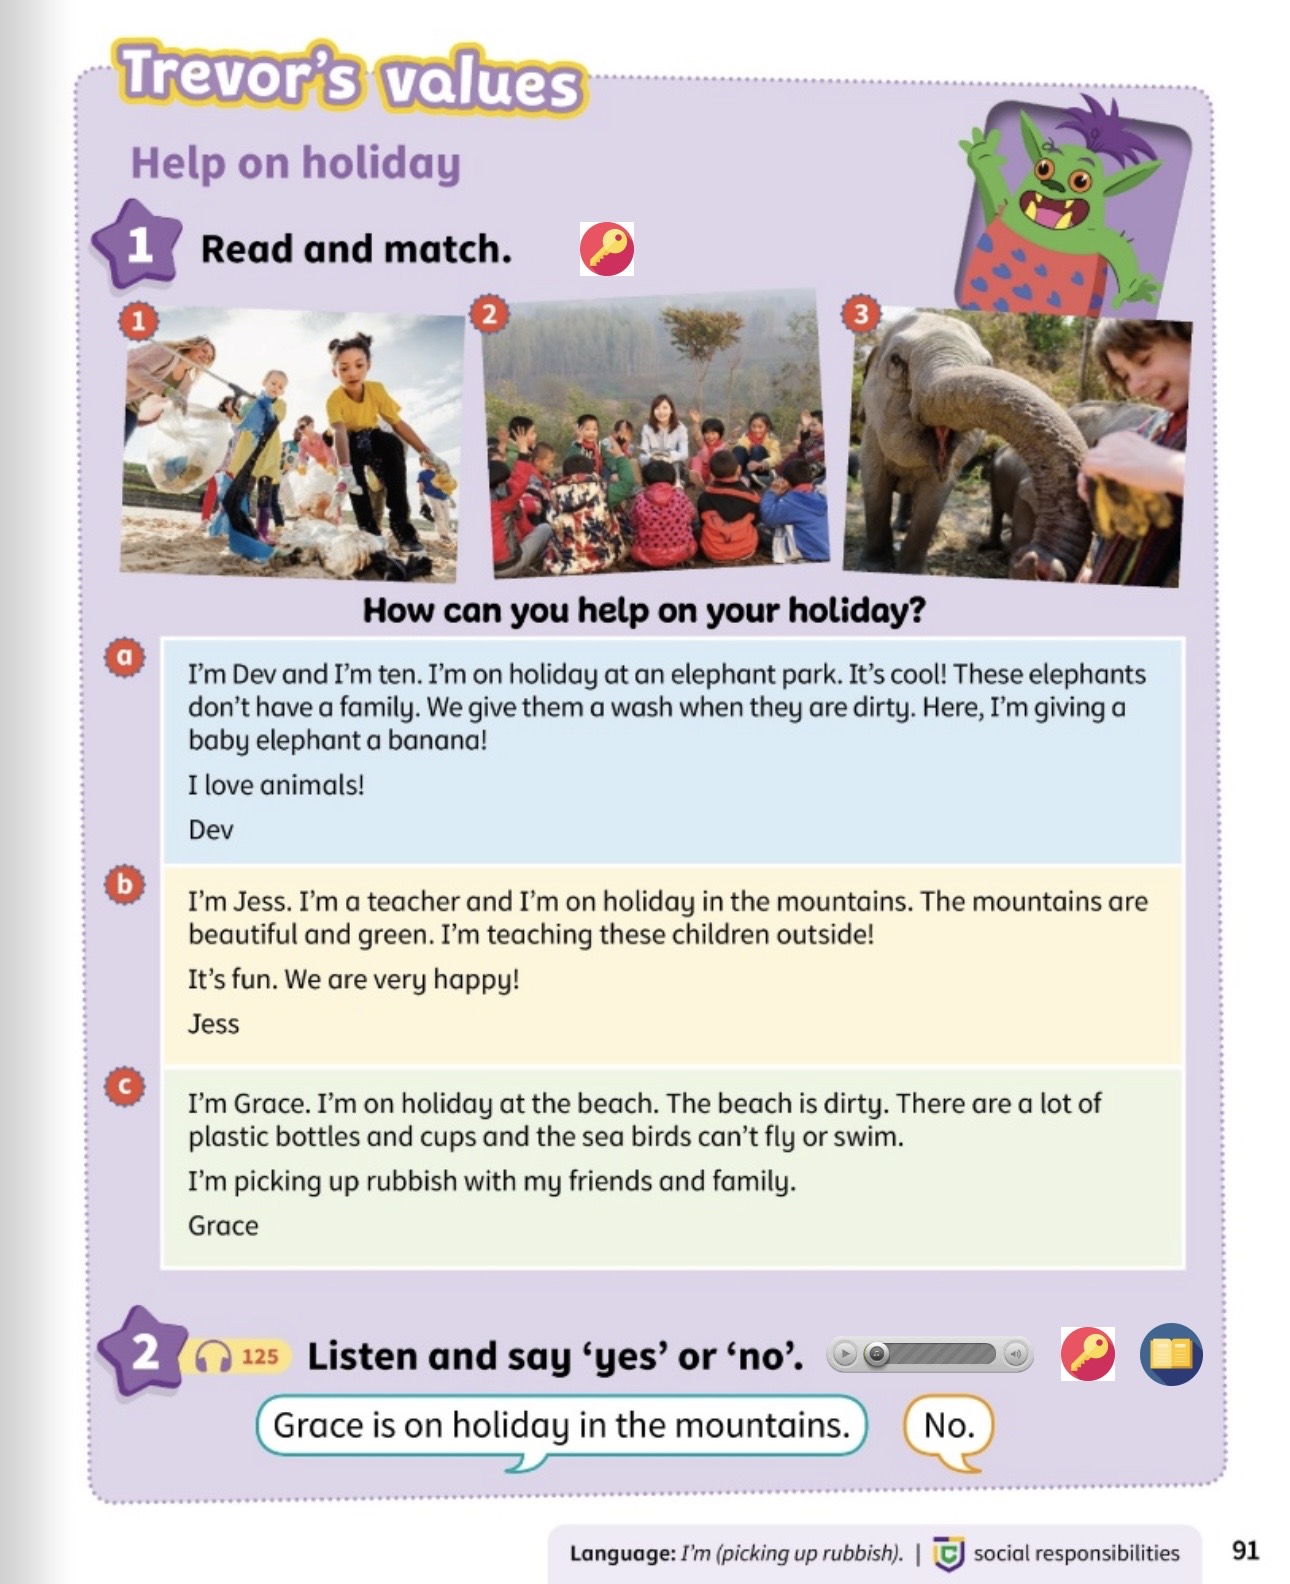 Trevor's values
Help on holiday
1 Read and match.
1
2
3
How can you help on your holiday?
a
I'm Dev and I'm ten. I'm on holiday at an elephant park. It's cool! These elephants
don't have a family. We give them a wash when they are dirty. Here, I'm giving a
baby elephant a banana!
I love animals!
Dev
b
I'm Jess. I'm a teacher and I'm on holiday in the mountains. The mountains are
beautiful and green. I'm teaching these children outside!
It's fun. We are very happy!
Jess
c
I'm Grace. I'm on holiday at the beach. The beach is dirty. There are a lot of
plastic bottles and cups and the sea birds can't fly or swim.
I'm picking up rubbish with my friends and family.
Grace
2 125 Listen and say 'yes' or 'no'.
Grace is on holiday in the mountains. No.
Language: I'm (picking up rubbish). | social responsibilities 91